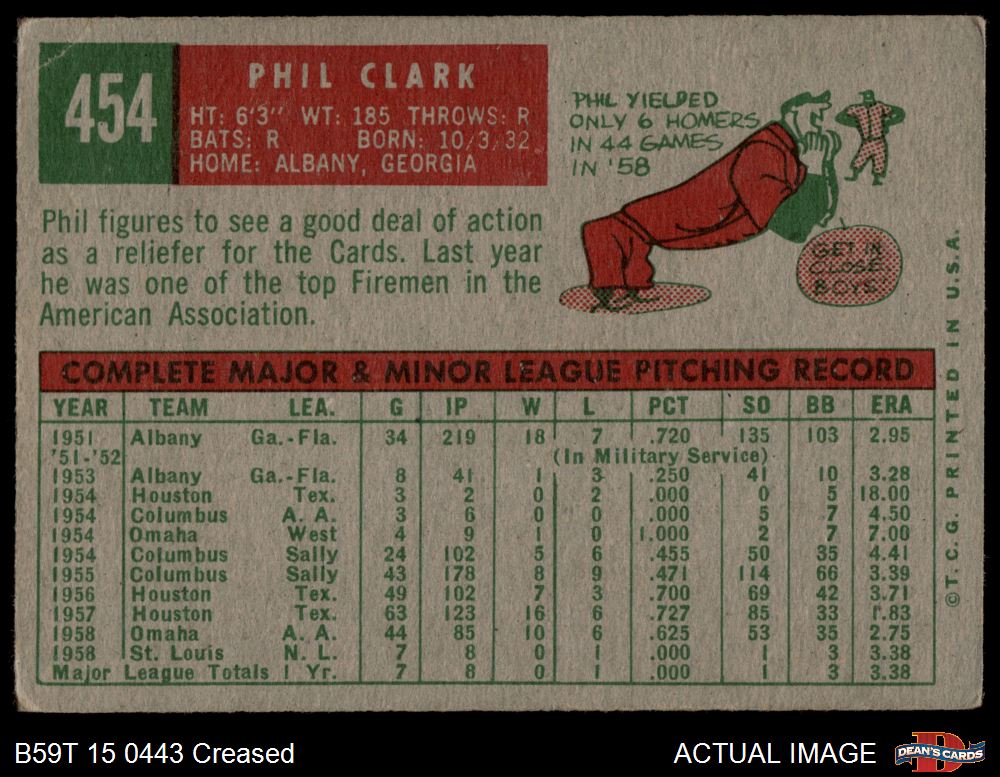 454
PHIL CLARK
HT: 6'3" WT: 185 THROWS: R
BATS: R BORN: 10/3/32
HOME: ALBANY, GEORGIA
PHIL YIELDED
ONLY 6 HOMERS
IN 44 GAMES
IN '58
GET IN
CLOSE
BOYS
Phil figures to see a good deal of action
as a reliefer for the Cards. Last year
he was one of the top Firemen in the
American Association.
COMPLETE MAJOR & MINOR LEAGUE PITCHING RECORD
YEAR TEAM LEA. G IP W L PCT SO BB ERA
1951 Albany Ga.-Fla. 34 219 18 7 .720 135 103 2.95
'51-'52 (In Military Service)
1953 Albany Ga.-Fla. 8 41 1 3 .250 41 10 3.28
1954 Houston Tex. 3 2 0 2 .000 0 5 18.00
1954 Columbus A. A. 3 6 0 0 .000 5 7 4.50
1954 Omaha West 4 9 1 0 1.000 2 7 7.00
1954 Columbus Sally 24 102 5 6 .455 50 35 4.41
1955 Columbus Sally 43 178 8 9 .471 114 66 3.39
1956 Houston Tex. 49 102 7 3 .700 69 42 3.71
1957 Houston Tex. 63 123 16 6 .727 85 33 1.83
1958 Omaha A. A. 44 85 10 6 .625 53 35 2.75
1958 St. Louis N. L. 7 8 0 1 .000 1 3 3.38
Major League Totals 1 Yr. 7 8 0 1 .000 1 3 3.38
©T. C. G. PRINTED IN U.S.A.
B59T 15 0443 Creased
ACTUAL IMAGE
DEAN'S CARDS